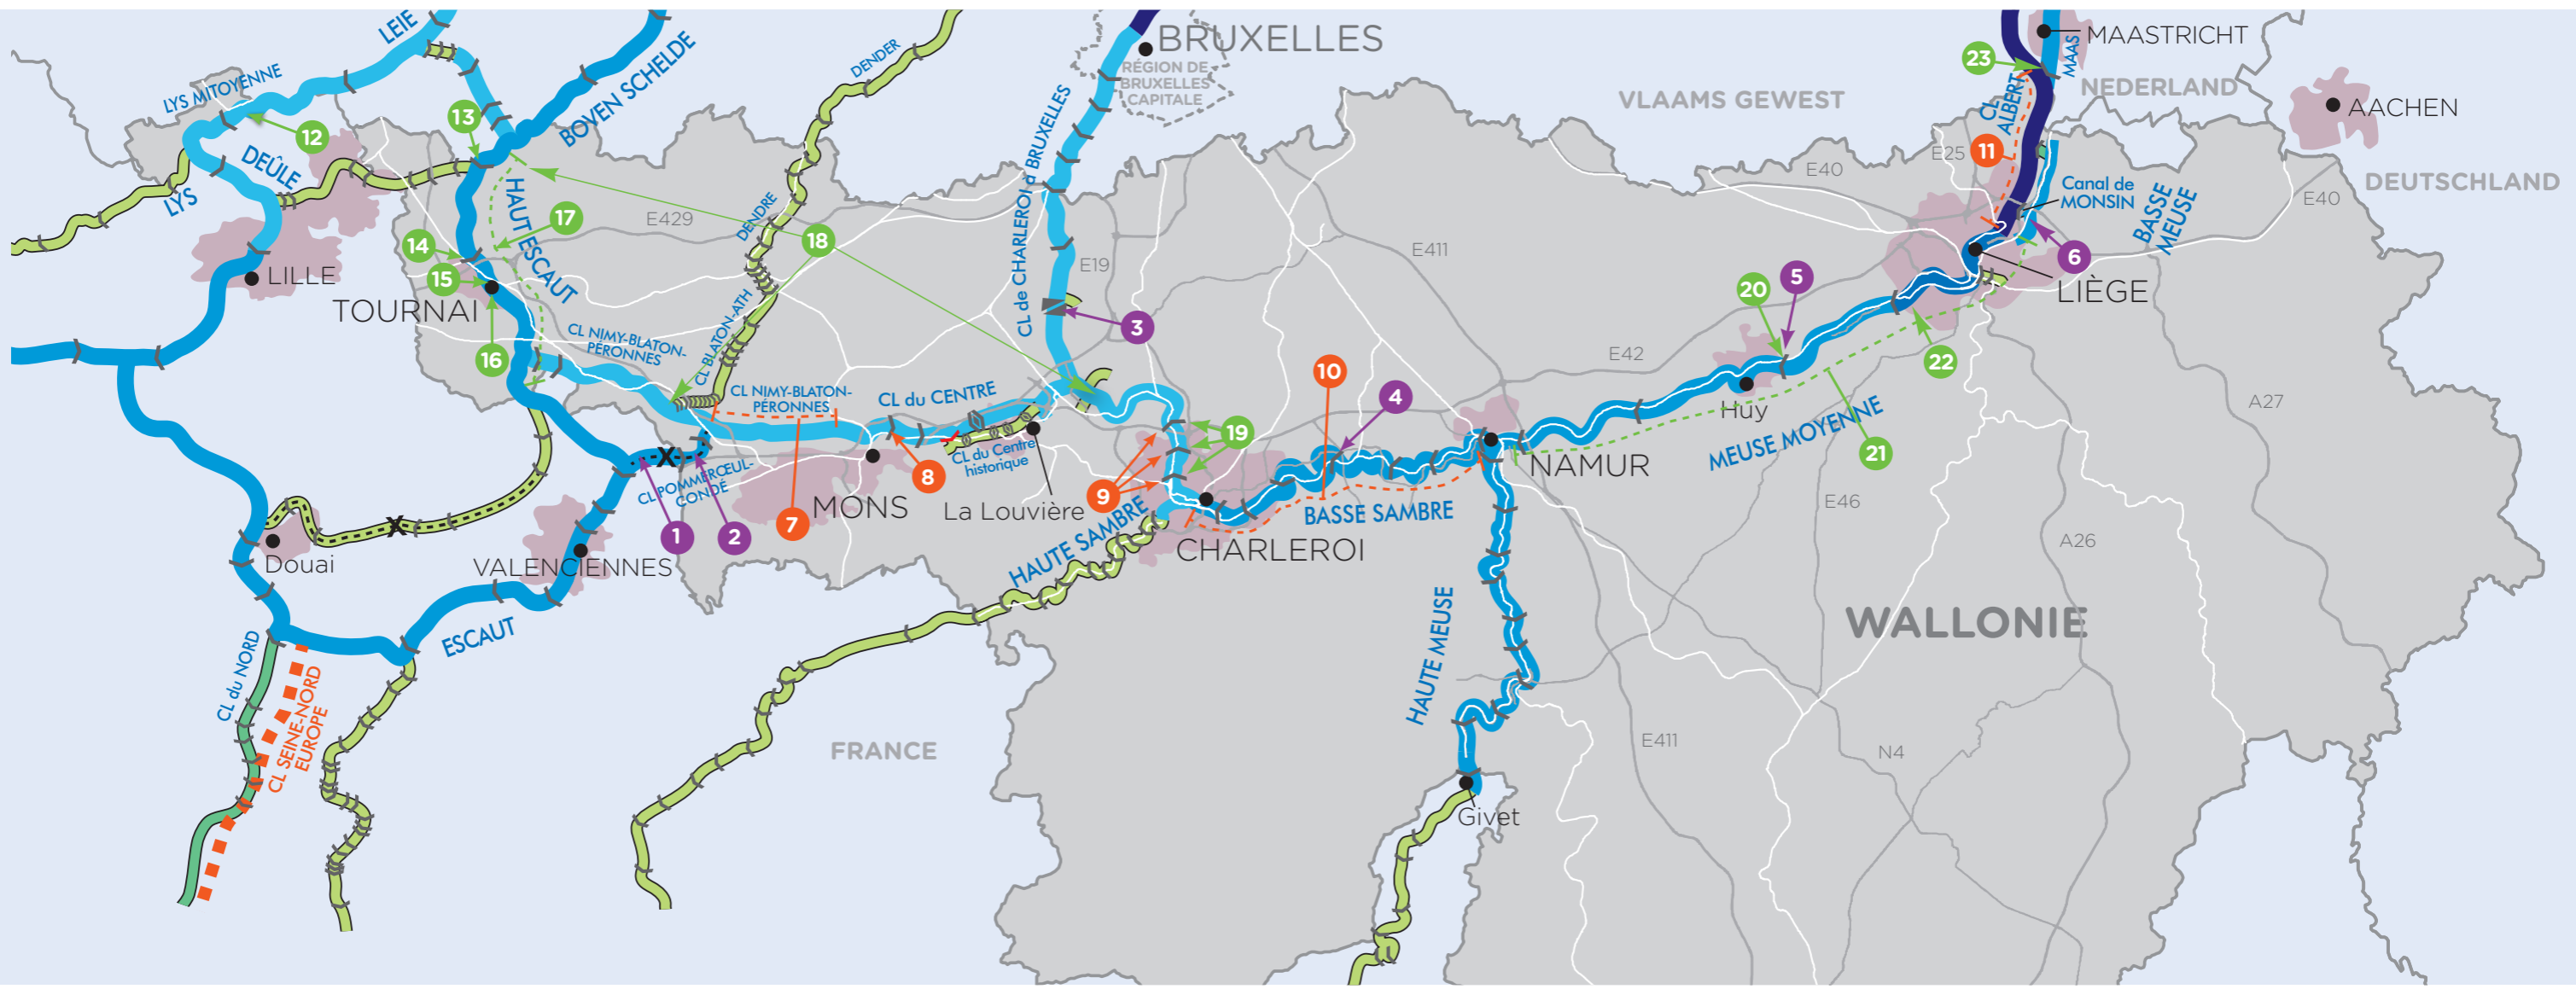 LEIE
LYS MITOYENNE
BOVEN SCHELDE
DENDER
BRUXELLES
RÉGION DE
BRUXELLES
CAPITALE
VLAAMS GEWEST
23
MAASTRICHT
MAAS
NEDERLAND
AACHEN
CL
ALBERT
12
13
DEÛLE
LYS
HAUT ESCAUT
17
E429
DENDRE
18
CL de CHARLEROI à BRUXELLES
E19
E411
E40
E25
11
Canal de
MONSIN
BASSE
MEUSE
DEUTSCHLAND
E40
LILLE
14
15
TOURNAI
16
CL NIMY-BLATON-
PÉRONNES
CL BLATON-ATH
3
20
5
6
LIÈGE
E42
22
CL NIMY-BLATON-
PÉRONNES
CL du CENTRE
10
4
Huy
A27
19
MEUSE MOYENNE
21
CL du Centre
historique
8
NAMUR
CL POMMERŒUL-
CONDÉ
1
2
7
MONS
La Louvière
9
HAUTE SAMBRE
BASSE SAMBRE
CHARLEROI
E46
A26
Douai
VALENCIENNES
X
X
ESCAUT
CL du NORD
CL SEINE-NORD
EUROPE
HAUTE MEUSE
WALLONIE
FRANCE
E411
N4
Givet